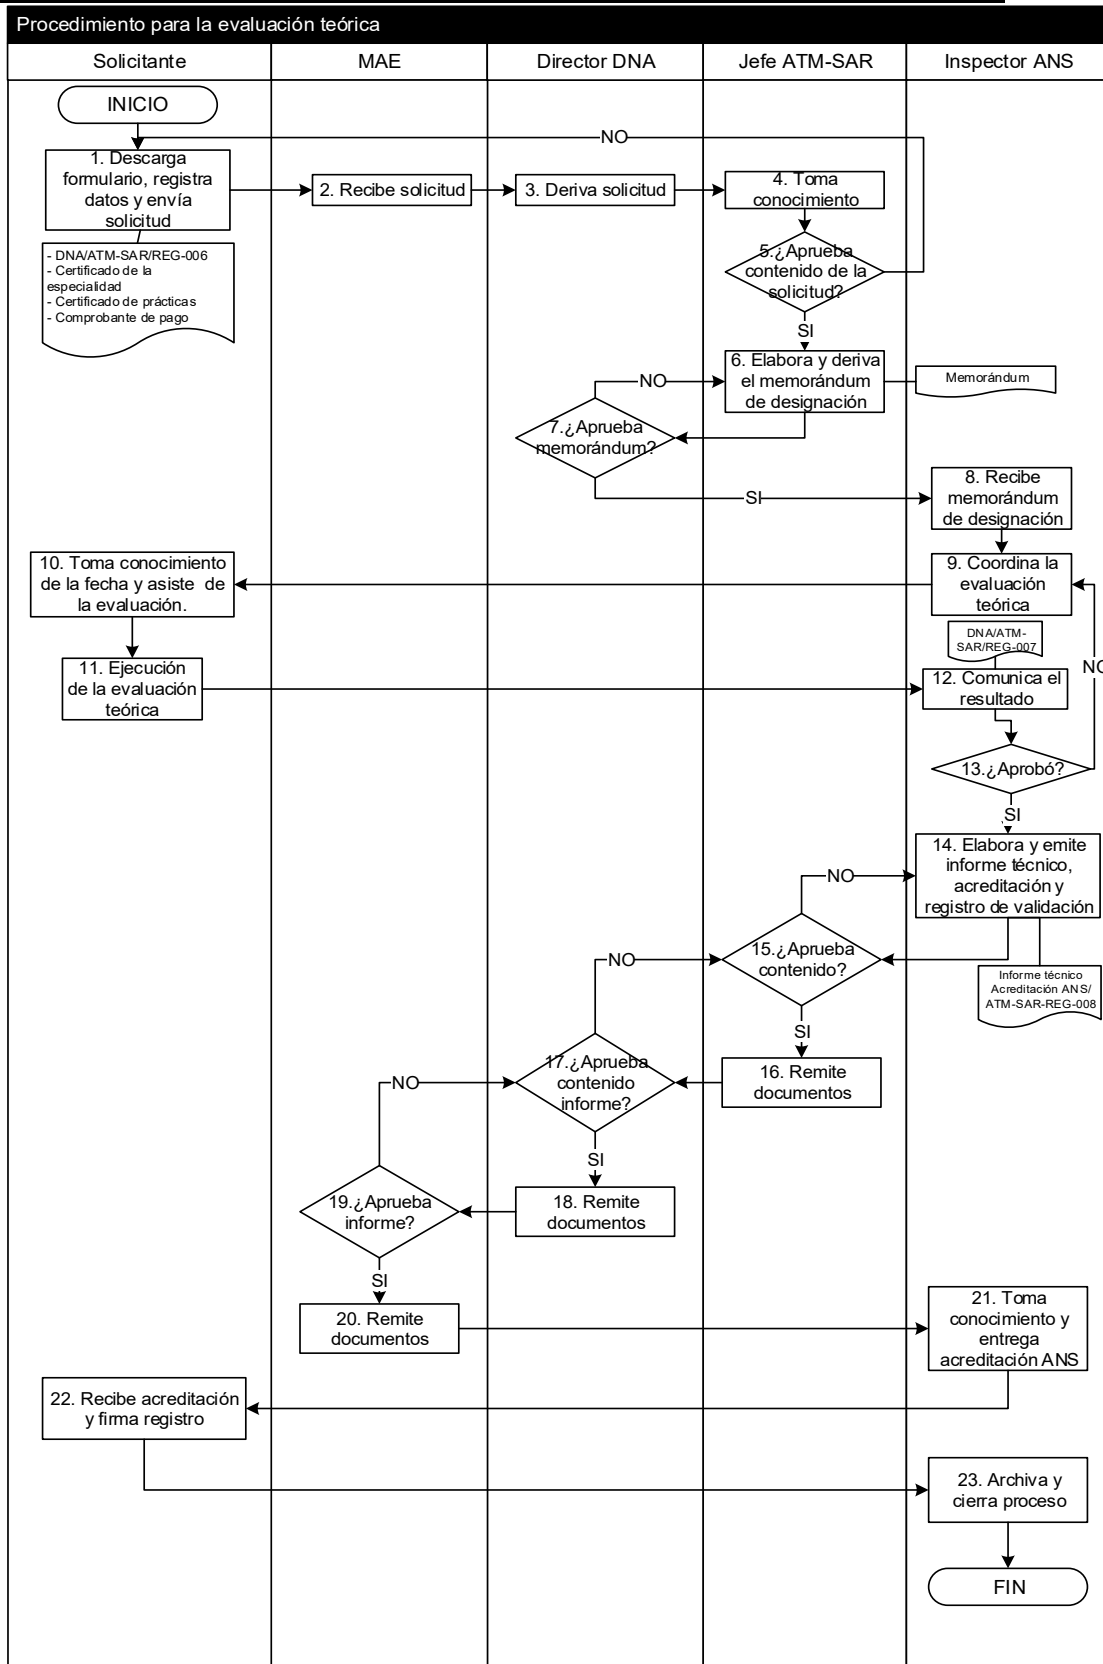 Procedimiento para la evaluación teórica
Solicitante
MAE
Director DNA
Jefe ATM-SAR
Inspector ANS
INICIO
NO
1. Descarga
formulario, registra
datos y envía
solicitud
2. Recibe solicitud
3. Deriva solicitud
4. Toma
conocimiento
- DNA/ATM-SAR/REG-006
- Certificado de la
especialidad
- Certificado de prácticas
- Comprobante de pago
5.¿Aprueba
contenido de la
solicitud?
SI
6. Elabora y deriva
el memorándum
de designación
Memorándum
NO
7.¿Aprueba
memorándum?
SI
8. Recibe
memorándum
de designación
9. Coordina la
evaluación
teórica
10. Toma conocimiento
de la fecha y asiste de
la evaluación.
11. Ejecución
de la evaluación
teórica
DNA/ATM-
SAR/REG-007
NO
12. Comunica el
resultado
13.¿Aprobó?
SI
14. Elabora y emite
informe técnico,
acreditación y
registro de validación
NO
15.¿Aprueba
contenido?
NO
Informe técnico
Acreditación ANS/
ATM-SAR-REG-008
SI
16. Remite
documentos
17.¿Aprueba
contenido
informe?
NO
SI
18. Remite
documentos
19.¿Aprueba
informe?
SI
20. Remite
documentos
21. Toma
conocimiento y
entrega
acreditación ANS
22. Recibe acreditación
y firma registro
23. Archiva y
cierra proceso
FIN